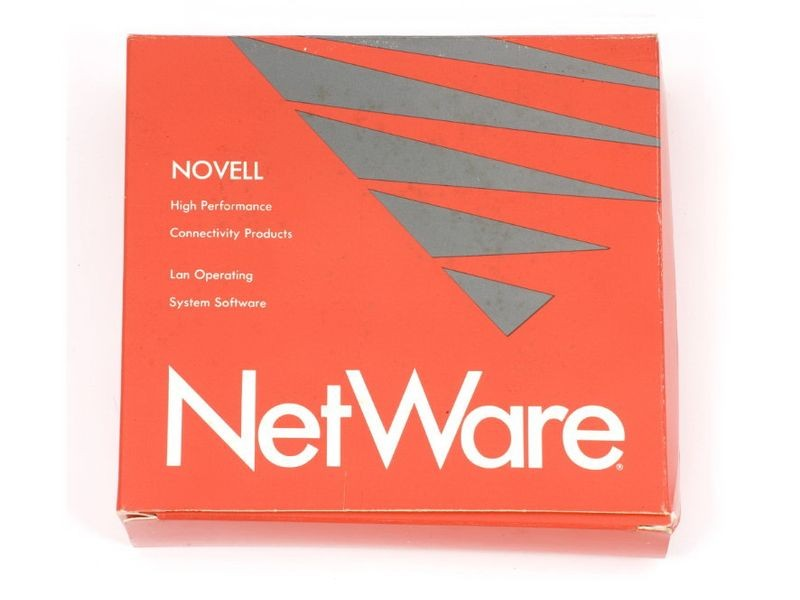 NOVELL
High Performance
Connectivity Products
Lan Operating
System Software
NetWare®